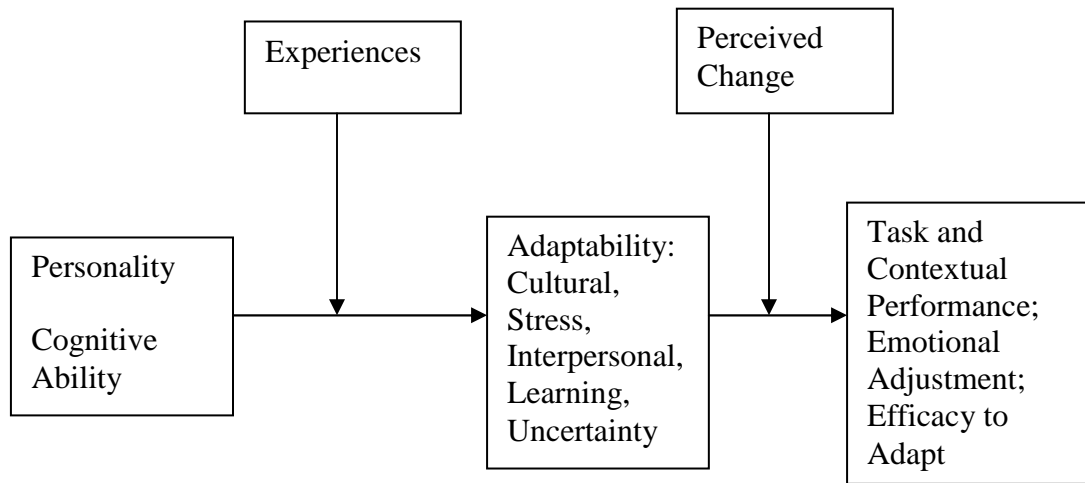 Experiences
Perceived
Change
Personality
Cognitive
Ability
Adaptability:
Cultural,
Stress,
Interpersonal,
Learning,
Uncertainty
Task and
Contextual
Performance;
Emotional
Adjustment;
Efficacy to
Adapt